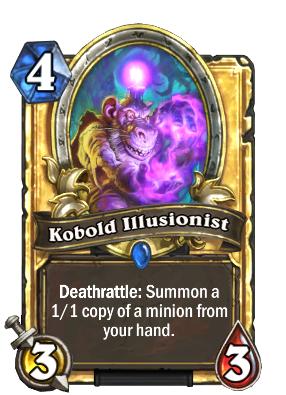 4
Kobold Illusionist
Deathrattle: Summon a
1/1 copy of a minion from
your hand.
3
3